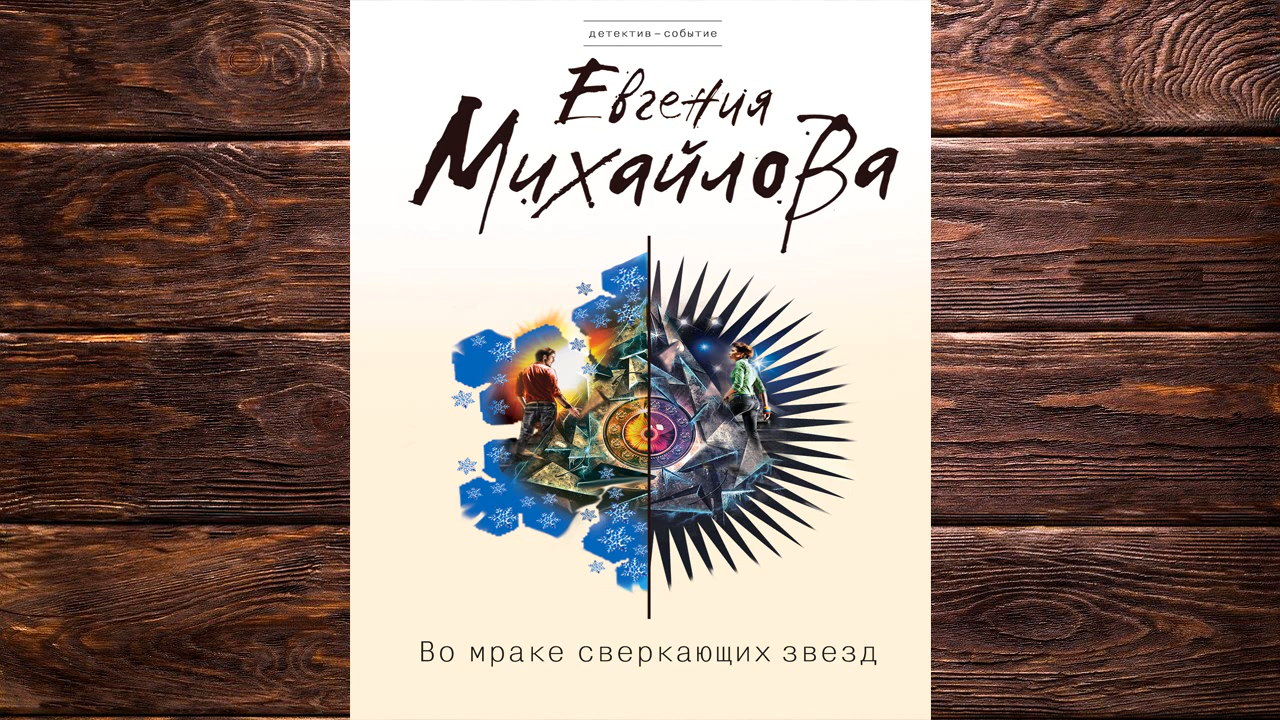 детектив–событие
Евгения
Михайлова
Во мраке сверкающих звезд